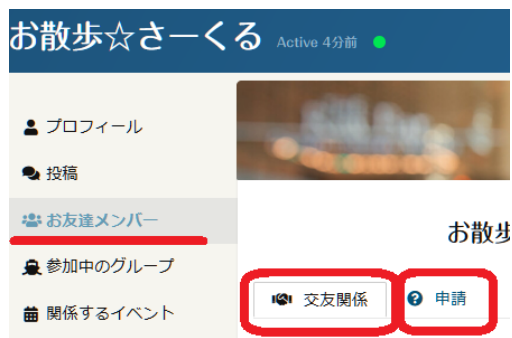 お散歩☆さーくる Active 4分前
プロフィール
投稿
お友達メンバー
お散歩
参加中のグループ
交友関係 申請
関係するイベント